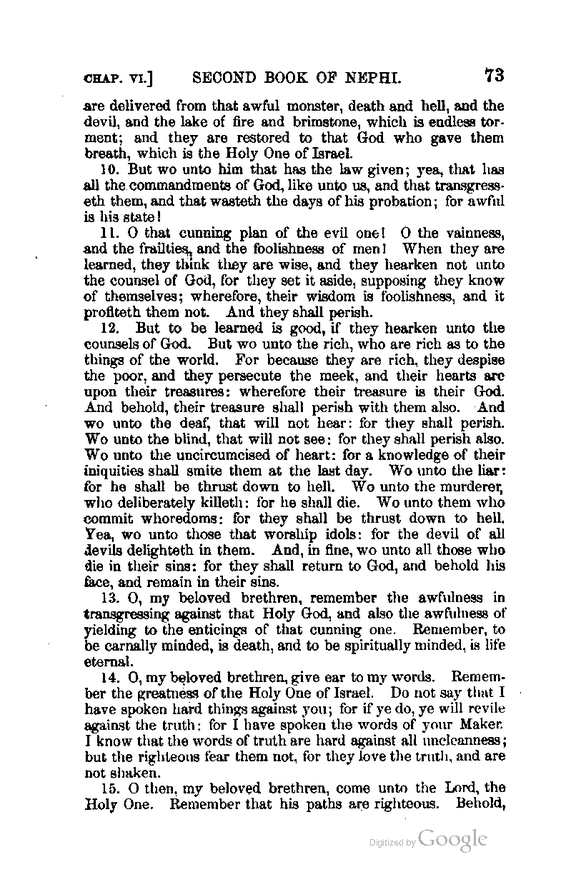 CHAP. VI.] SECOND BOOK OF NEPHI. 73
are delivered from that awful monster, death and hell, and the
devil, and the lake of fire and brimstone, which is endless tor-
ment; and they are restored to that God who gave them
breath, which is the Holy One of Israel.
10. But wo unto him that has the law given; yea, that has
all the commandments of God, like unto us, and that transgress-
eth them, and that wasteth the days of his probation; for awful
is his state!
11. O that cunning plan of the evil one! O the vainness,
and the frailties, and the foolishness of men! When they are
learned, they think they are wise, and they hearken not unto
the counsel of God, for they set it aside, supposing they know
of themselves; wherefore, their wisdom is foolishness, and it
profiteth them not. And they shall perish.
12. But to be learned is good, if they hearken unto the
counsels of God. But wo unto the rich, who are rich as to the
things of the world. For because they are rich, they despise
the poor, and they persecute the meek, and their hearts are
upon their treasures: wherefore their treasure is their God.
And behold, their treasure shall perish with them also. And
wo unto the deaf, that will not hear: for they shall perish.
Wo unto the blind, that will not see: for they shall perish also.
Wo unto the uncircumcised of heart: for a knowledge of their
iniquities shall smite them at the last day. Wo unto the liar:
for he shall be thrust down to hell. Wo unto the murderer,
who deliberately killeth: for he shall die. Wo unto them who
commit whoredoms: for they shall be thrust down to hell.
Yea, wo unto those that worship idols: for the devil of all
devils delighteth in them. And, in fine, wo unto all those who
die in their sins: for they shall return to God, and behold his
face, and remain in their sins.
13. O, my beloved brethren, remember the awfulness in
transgressing against that Holy God, and also the awfulness of
yielding to the enticings of that cunning one. Remember, to
be carnally minded, is death, and to be spiritually minded, is life
eternal.
14. O, my beloved brethren, give ear to my words. Remem-
ber the greatness of the Holy One of Israel. Do not say that I
have spoken hard things against you; for if ye do, ye will revile
against the truth: for I have spoken the words of your Maker.
I know that the words of truth are hard against all uncleanness;
but the righteous fear them not, for they love the truth, and are
not shaken.
15. O then, my beloved brethren, come unto the Lord, the
Holy One. Remember that his paths are righteous. Behold,
Digitized by Google